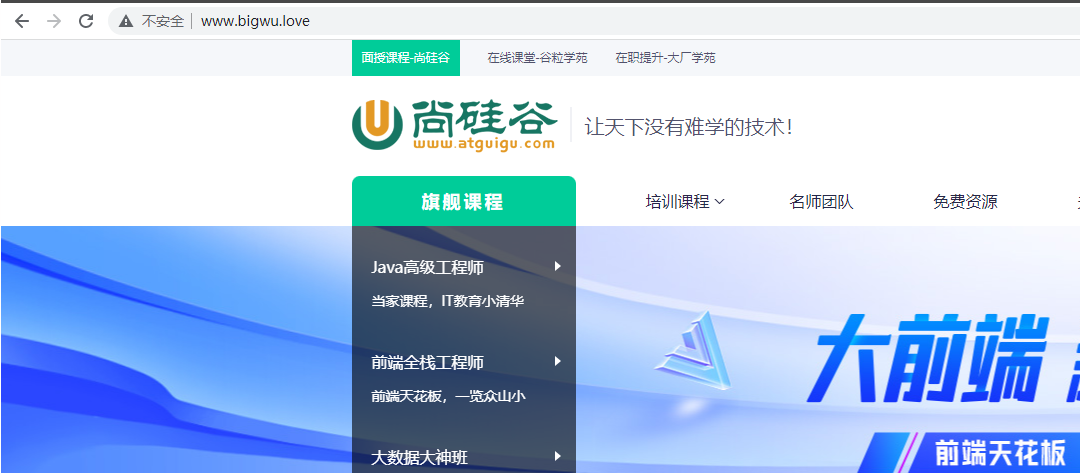 不安全 www.bigwu.love
面授课程-尚硅谷 在线课堂-谷粒学苑 在职提升-大厂学苑
尚硅谷
www.atguigu.com
让天下没有难学的技术！
旗舰课程 培训课程 名师团队 免费资源
Java高级工程师
当家课程，IT教育小清华
前端全栈工程师
前端天花板，一览众山小
大数据大神班
大前端
前端天花板